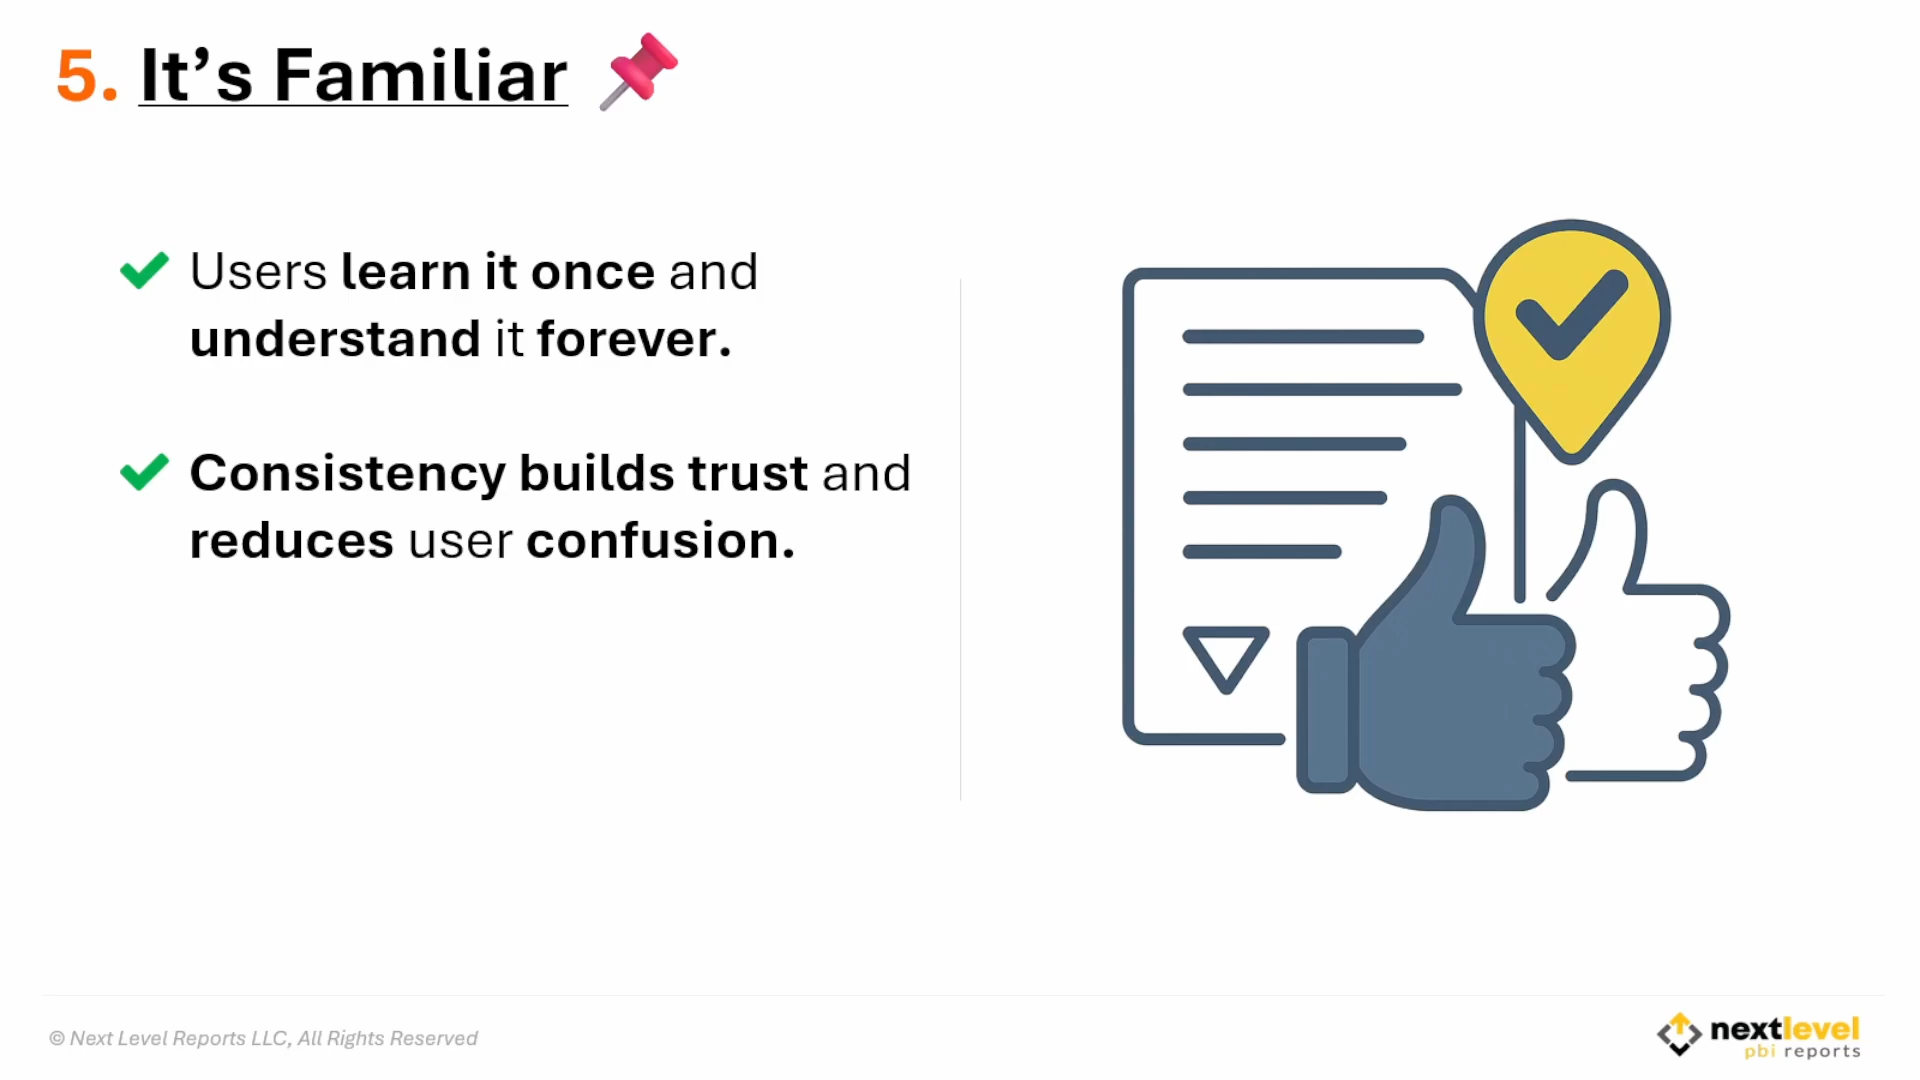 5. It’s Familiar
Users learn it once and
understand it forever.
Consistency builds trust and
reduces user confusion.
© Next Level Reports LLC, All Rights Reserved
nextlevel
pbi reports